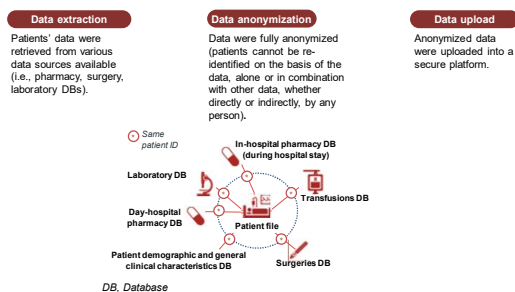 Data extraction
Patients' data were
retrieved from various
data sources available
(i.e., pharmacy, surgery,
laboratory DBs).
Data anonymization
Data were fully anonymized
(patients cannot be re-
identified on the basis of the
data, alone or in combination
with other data, whether
directly or indirectly, by any
person).
Data upload
Anonymized data
were uploaded into a
secure platform.
Same
patient ID
In-hospital pharmacy DB
(during hospital stay)
Laboratory DB
Transfusions DB
Day-hospital
pharmacy DB
Patient file
Patient demographic and general
clinical characteristics DB
Surgeries DB
DB, Database